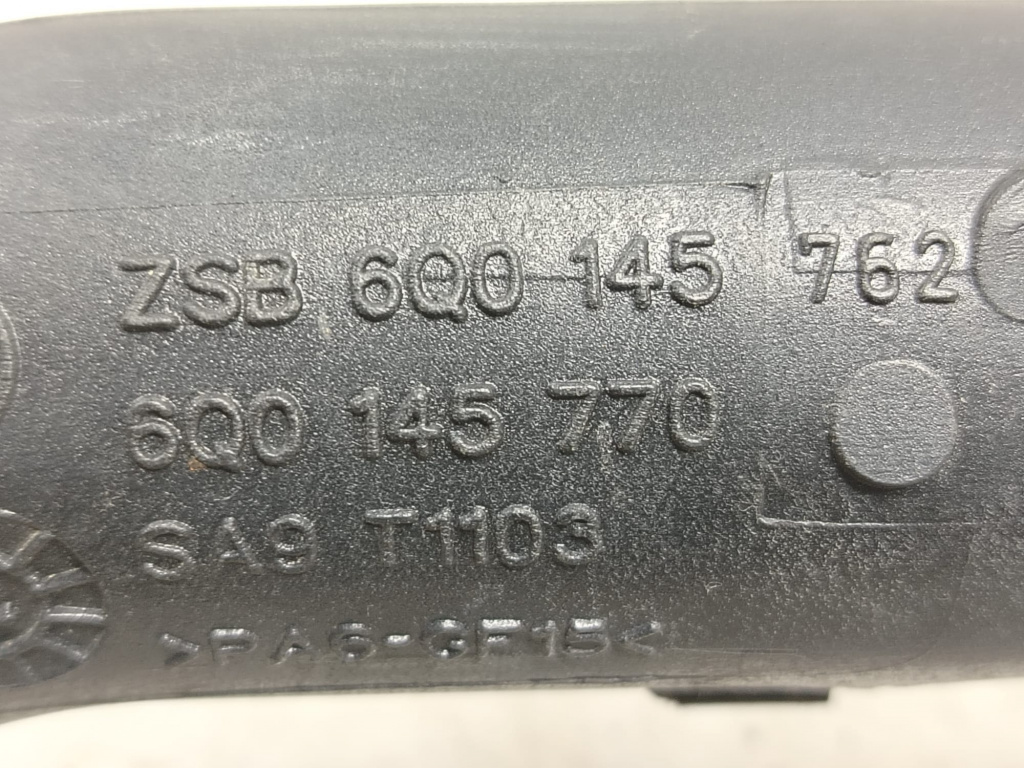 ZSB 6Q0 145 762
6Q0 145 770
SA9 T1103
>PA6-GF15<